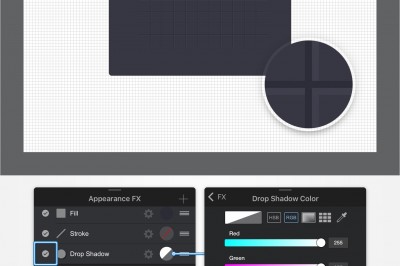 Appearance FX
Fill
Stroke
Drop Shadow
FX
Drop Shadow Color
HSB
RGB
Red
255
Green